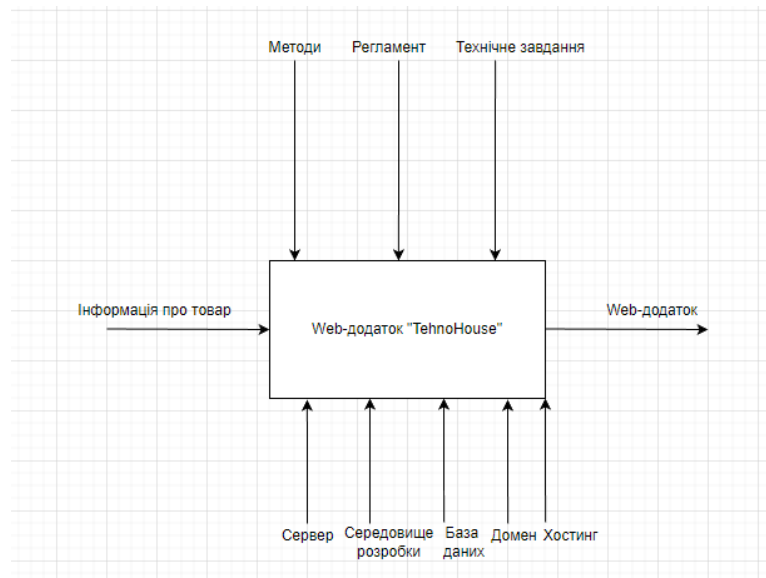 Методи Регламент Технічне завдання
Інформація про товар Web-додаток
Web-додаток "TehnoHouse"
Сервер Середовище База Домен Хостинг
розробки даних